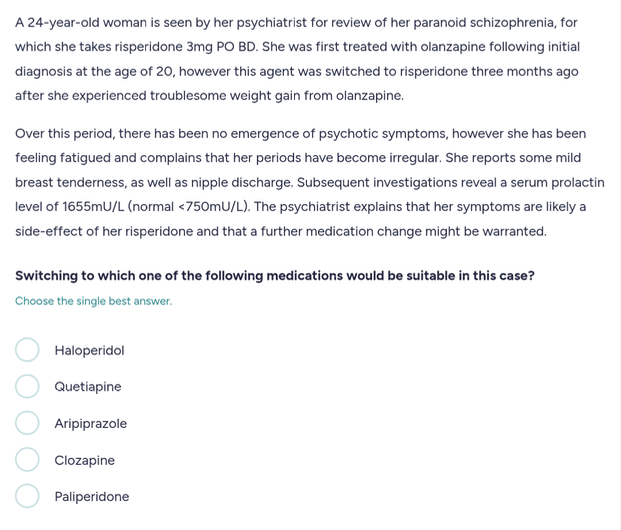 A 24-year-old woman is seen by her psychiatrist for review of her paranoid schizophrenia, for
which she takes risperidone 3mg PO BD. She was first treated with olanzapine following initial
diagnosis at the age of 20, however this agent was switched to risperidone three months ago
after she experienced troublesome weight gain from olanzapine.
Over this period, there has been no emergence of psychotic symptoms, however she has been
feeling fatigued and complains that her periods have become irregular. She reports some mild
breast tenderness, as well as nipple discharge. Subsequent investigations reveal a serum prolactin
level of 1655mU/L (normal <750mU/L). The psychiatrist explains that her symptoms are likely a
side-effect of her risperidone and that a further medication change might be warranted.
Switching to which one of the following medications would be suitable in this case?
Choose the single best answer.
Haloperidol
Quetiapine
Aripiprazole
Clozapine
Paliperidone